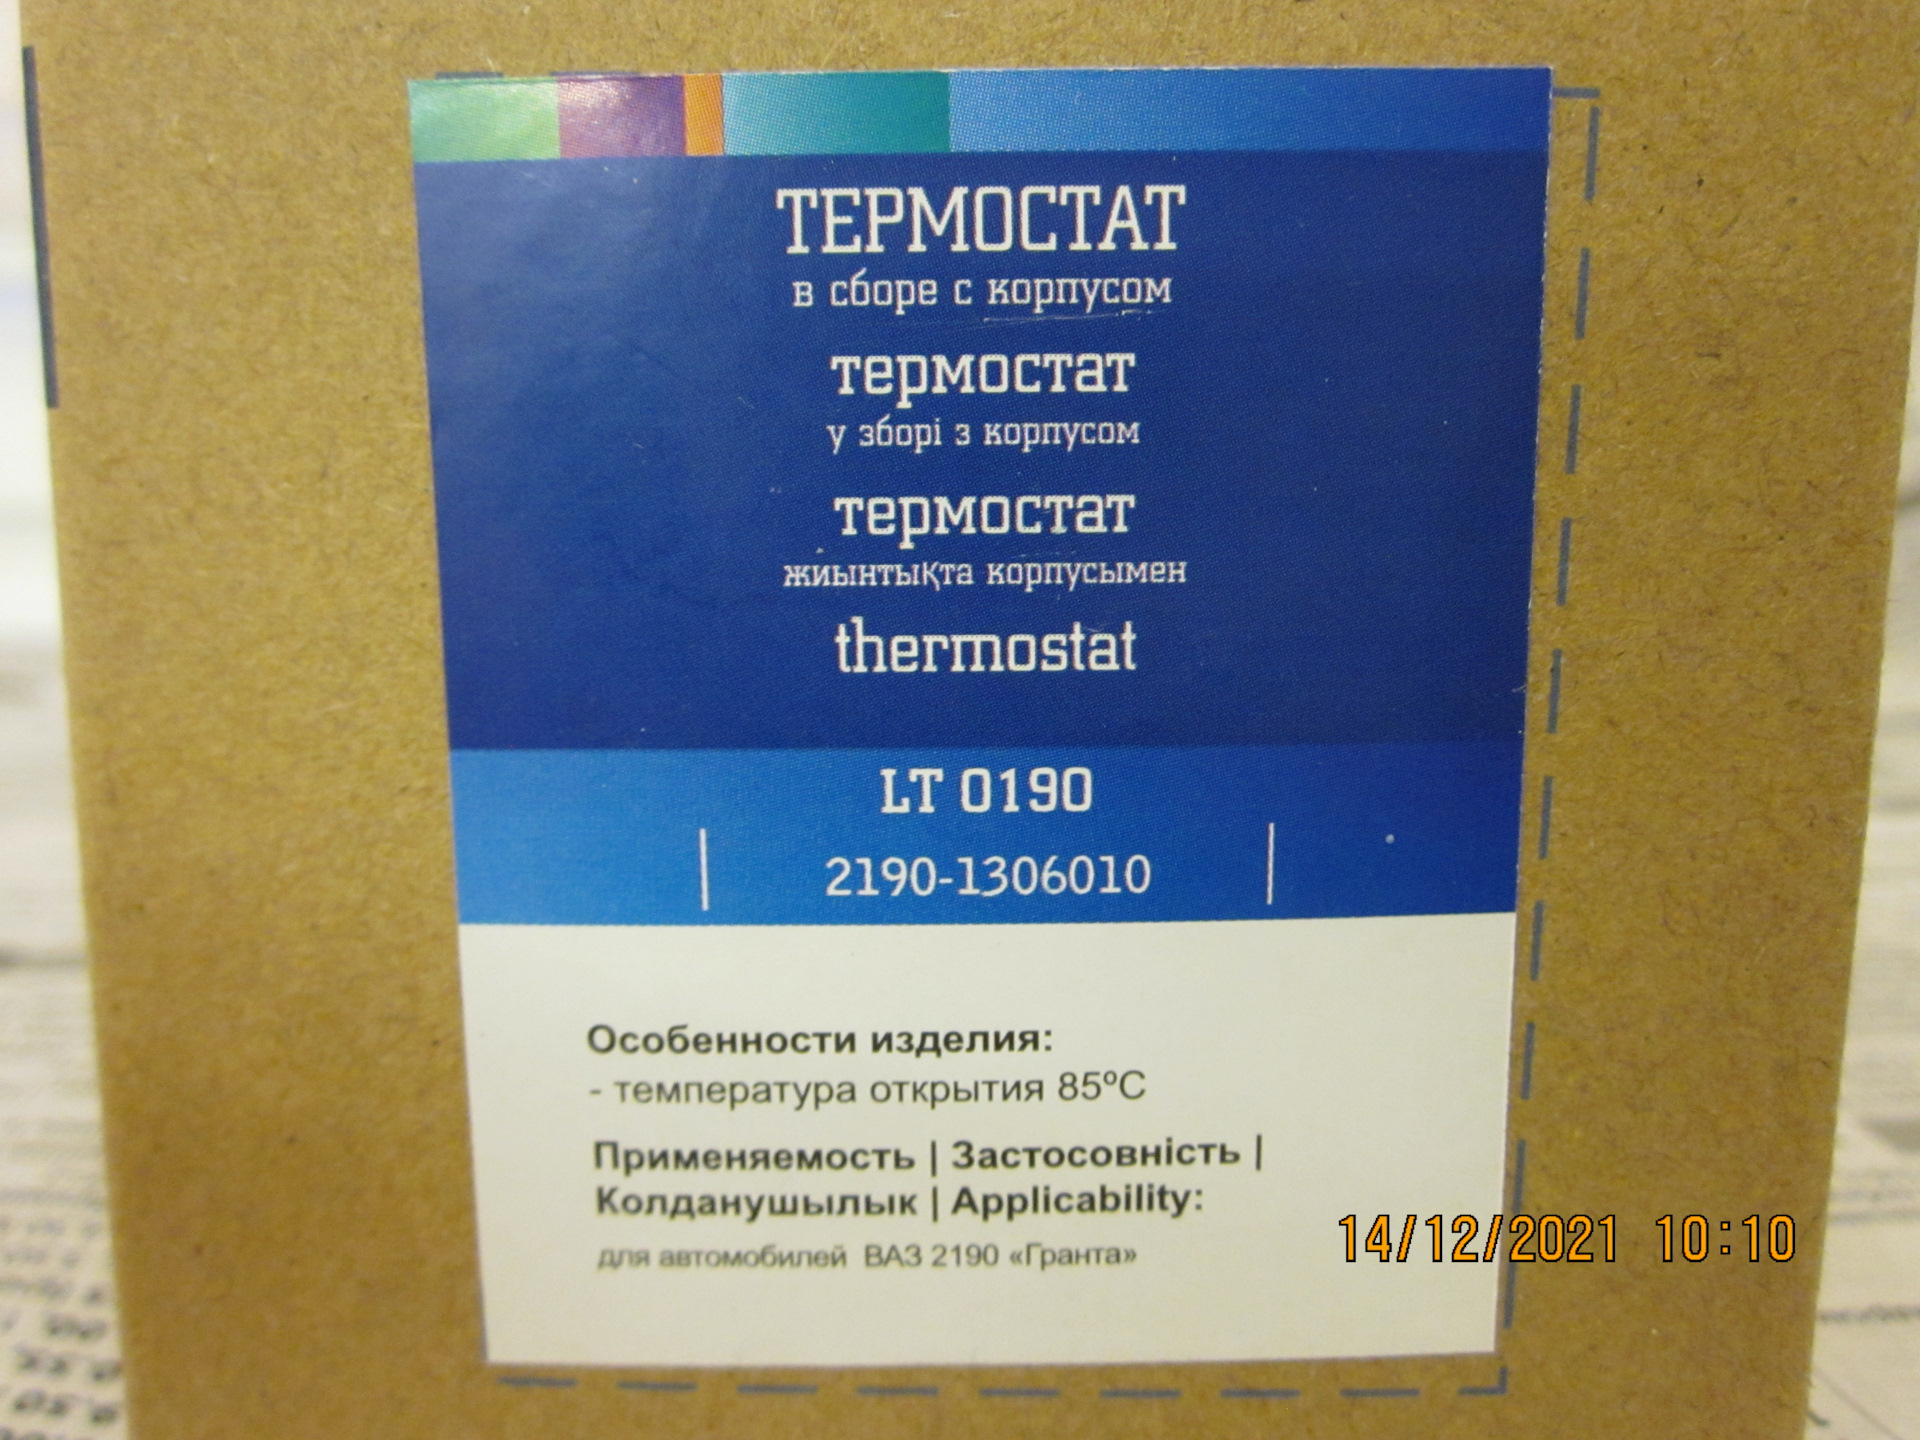 ТЕРМОСТАТ
в сборе с корпусом
термостат
у зборі з корпусом
термостат
жиынтықта корпусымен
thermostat
LT 0190
2190-1306010
Особенности изделия:
- температура открытия 85ºС
Применяемость | Застосовність |
Колданушылык | Applicability:
для автомобилей ВАЗ 2190 «Гранта»
14/12/2021 10:10